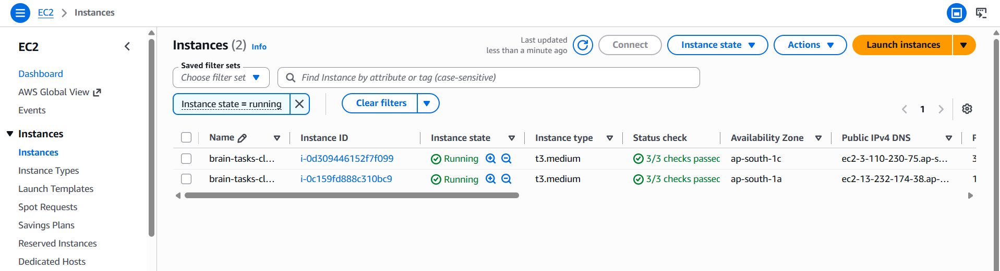 EC2 > Instances
EC2
Dashboard
AWS Global View
Events
Instances
Instances
Instance Types
Launch Templates
Spot Requests
Savings Plans
Reserved Instances
Dedicated Hosts
Instances (2) Info
Last updated
less than a minute ago
Connect
Instance state
Actions
Launch instances
Saved filter sets
Choose filter set
Find Instance by attribute or tag (case-sensitive)
Instance state = running
Clear filters
1
Name Instance ID Instance state Instance type Status check Availability Zone Public IPv4 DNS
brain-tasks-cl... i-0d309446152f7f099 Running t3.medium 3/3 checks passed ap-south-1c ec2-3-110-230-75.ap-s... 3
brain-tasks-cl... i-0c159fd888c310bc9 Running t3.medium 3/3 checks passed ap-south-1a ec2-13-232-174-38.ap-... 1